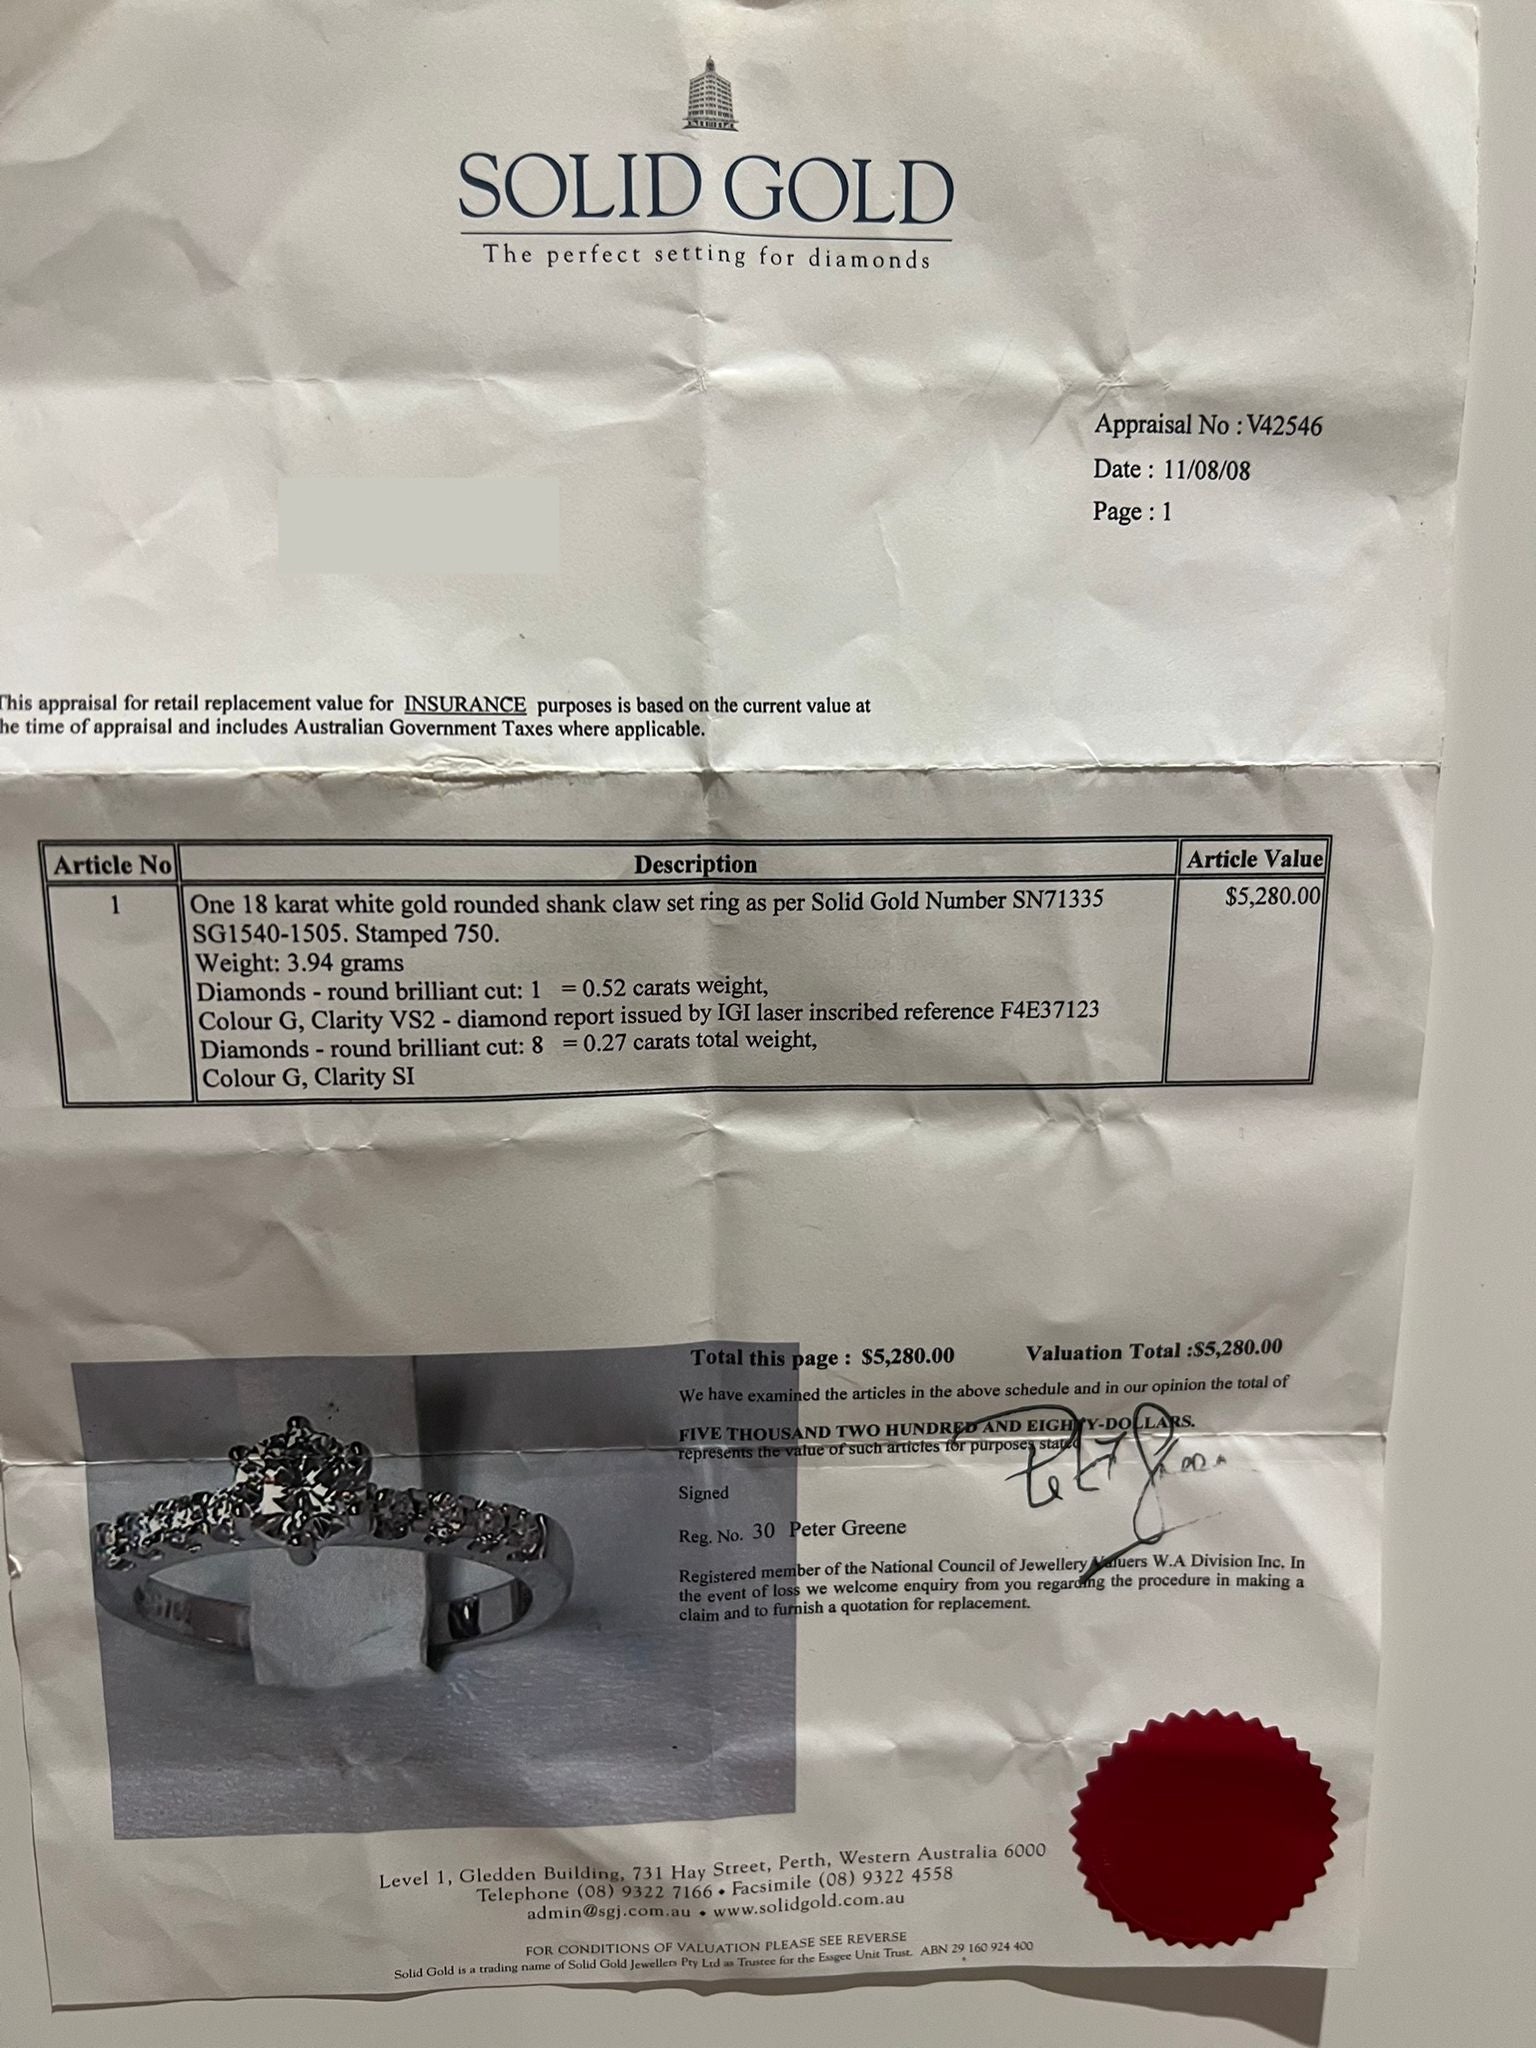 SOLID GOLD
The perfect setting for diamonds
Appraisal No : V42546
Date : 11/08/08
Page : 1
This appraisal for retail replacement value for INSURANCE purposes is based on the current value at
he time of appraisal and includes Australian Government Taxes where applicable.
Article No Description Article Value
1 One 18 karat white gold rounded shank claw set ring as per Solid Gold Number SN71335 $5,280.00
SG1540-1505. Stamped 750.
Weight: 3.94 grams
Diamonds - round brilliant cut: 1 = 0.52 carats weight,
Colour G, Clarity VS2 - diamond report issued by IGI laser inscribed reference F4E37123
Diamonds - round brilliant cut: 8 = 0.27 carats total weight,
Colour G, Clarity SI
Total this page : $5,280.00 Valuation Total :$5,280.00
We have examined the articles in the above schedule and in our opinion the total of
FIVE THOUSAND TWO HUNDRED AND EIGHTY-DOLLARS.
represents the value of such articles for purposes stated
Signed
Reg. No. 30 Peter Greene
Registered member of the National Council of Jewellery Valuers W.A Division Inc. In
the event of loss we welcome enquiry from you regarding the procedure in making a
claim and to furnish a quotation for replacement.
Level 1, Gledden Building, 731 Hay Street, Perth, Western Australia 6000
Telephone (08) 9322 7166 • Facsimile (08) 9322 4558
admin@sgj.com.au • www.solidgold.com.au
FOR CONDITIONS OF VALUATION PLEASE SEE REVERSE
Solid Gold is a trading name of Solid Gold Jewellers Pty Ltd as Trustee for the Essgee Unit Trust. ABN 29 160 924 400